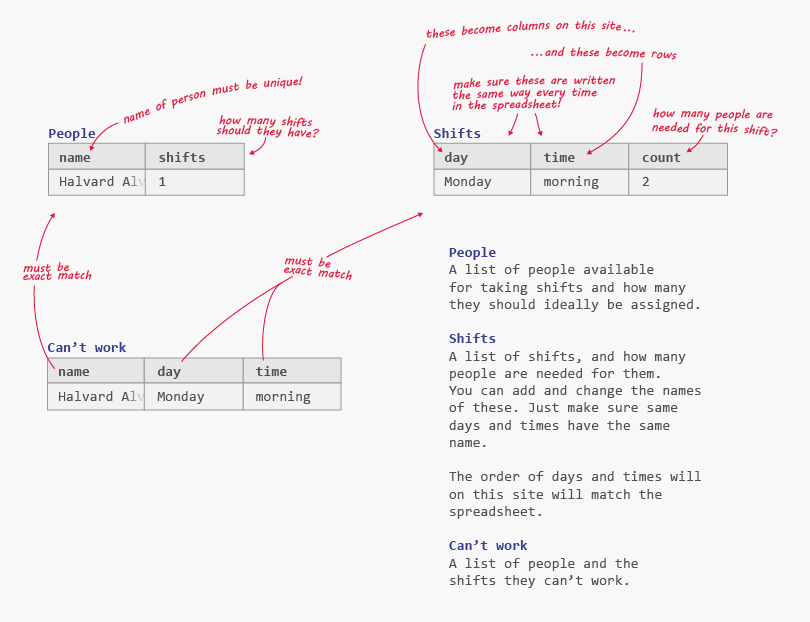 these become columns on this site...
...and these become rows
name of person must be unique!
make sure these are written
the same way every time
in the spreadsheet!
how many shifts
should they have?
how many people are
needed for this shift?
People
name shifts
Halvard Alv 1
Shifts
day time count
Monday morning 2
must be
exact match
must be
exact match
Can’t work
name day time
Halvard Alv Monday morning
People
A list of people available
for taking shifts and how many
they should ideally be assigned.
Shifts
A list of shifts, and how many
people are needed for them.
You can add and change the names
of these. Just make sure same
days and times have the same
name.
The order of days and times will
on this site will match the
spreadsheet.
Can’t work
A list of people and the
shifts they can’t work.